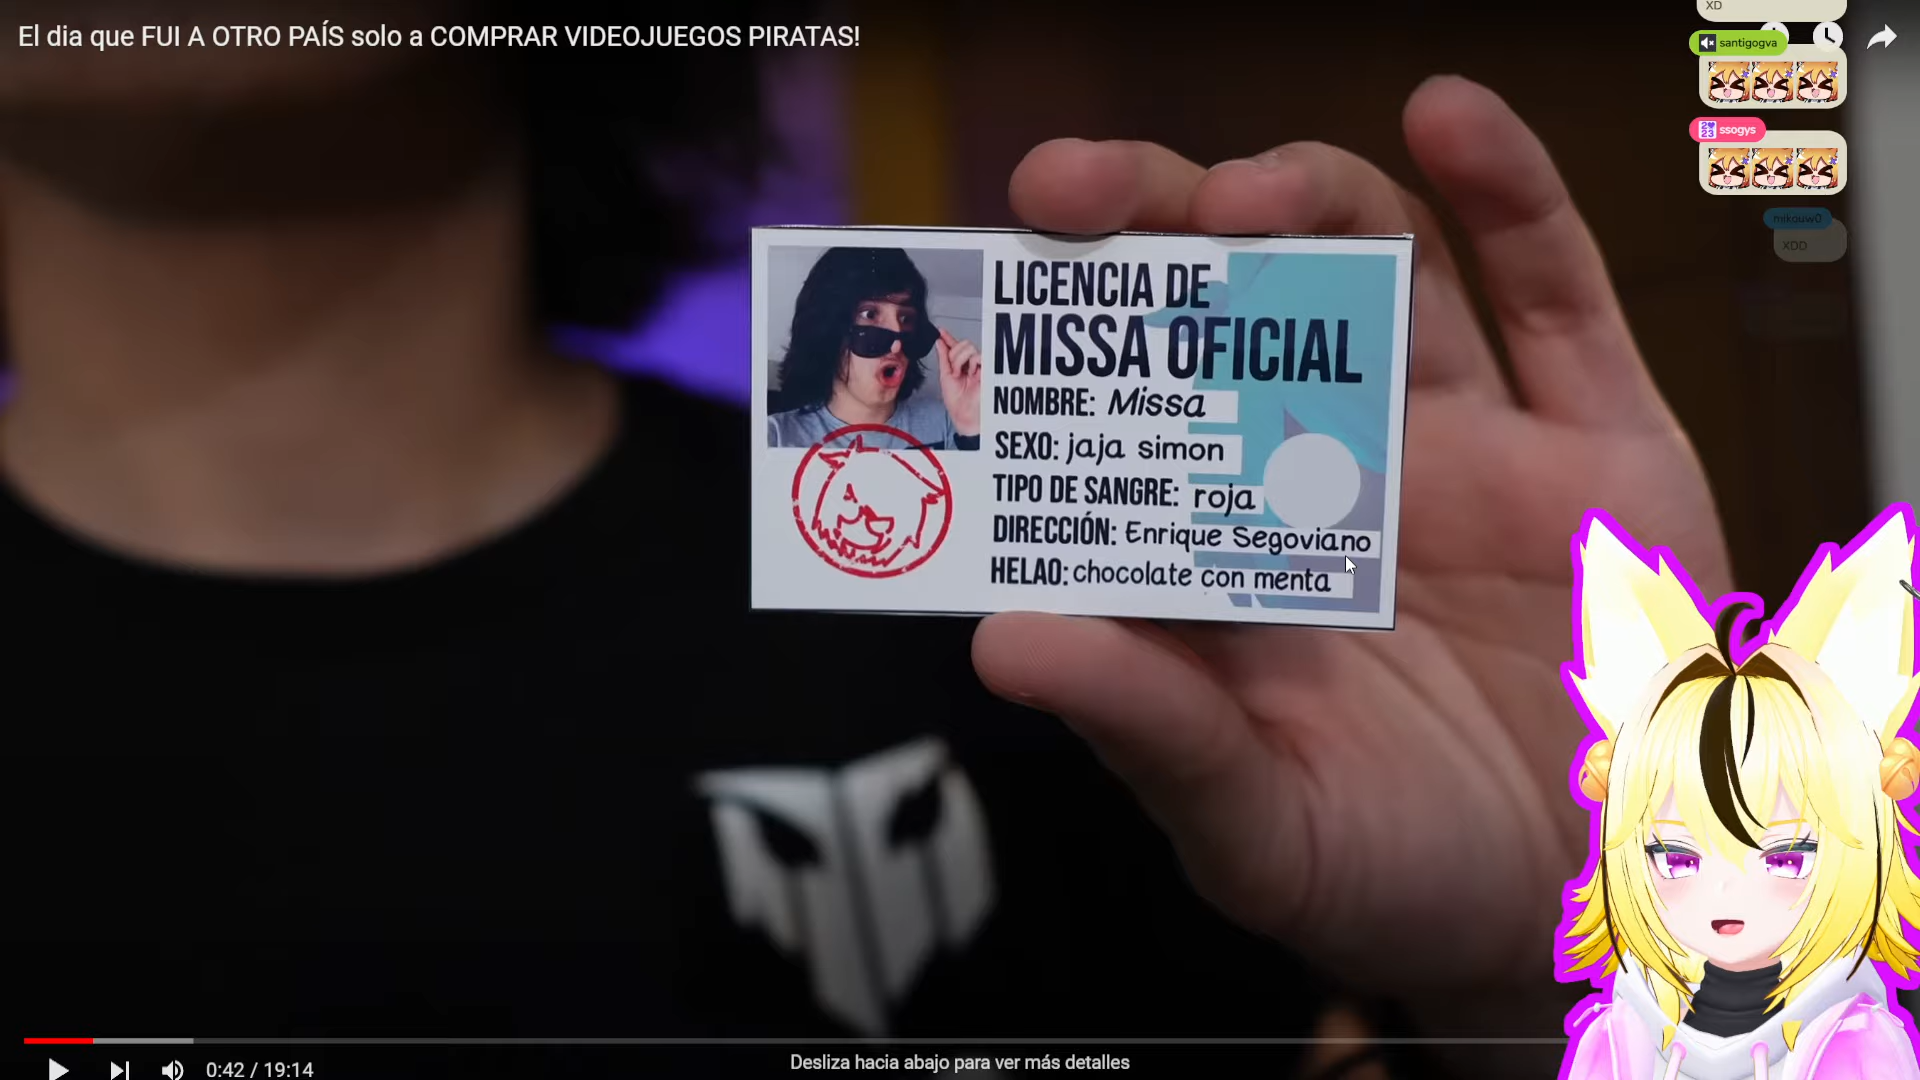 El dia que FUI A OTRO PAÍS solo a COMPRAR VIDEOJUEGOS PIRATAS!
XD
santigogva
ssogys
mikouw0
XDD
LICENCIA DE
MISSA OFICIAL
NOMBRE: Missa
SEXO: jaja simon
TIPO DE SANGRE: roja
DIRECCIÓN: Enrique Segoviano
HELAO: chocolate con menta
Desliza hacia abajo para ver más detalles
0:42 / 19:14